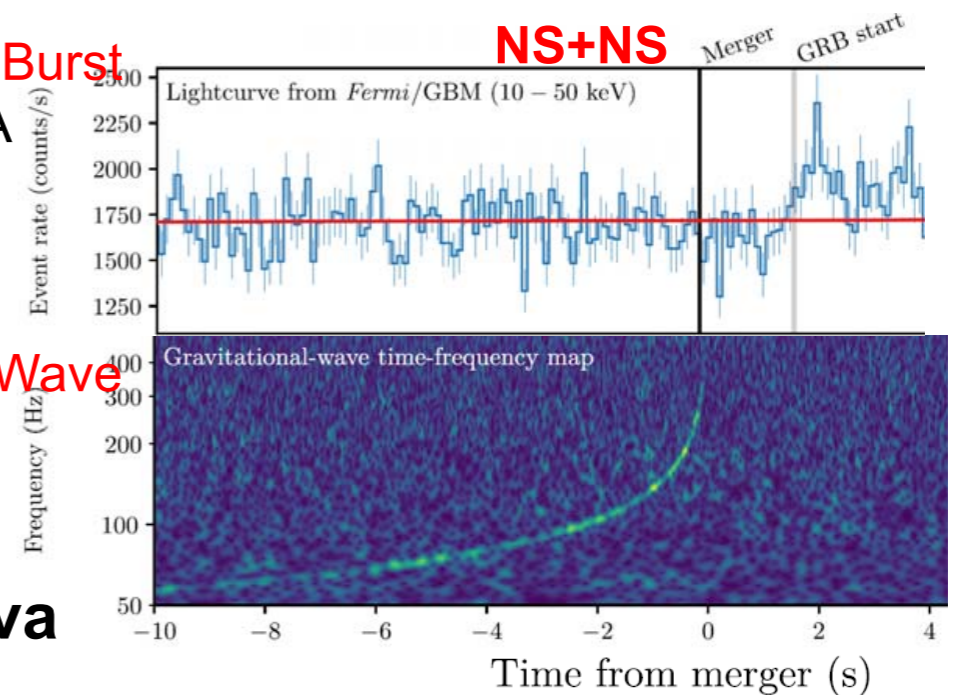 NS+NS
Merger
GRB start
Burst
A
2500
Lightcurve from Fermi/GBM (10 – 50 keV)
2250
2000
1750
1500
1250
Event rate (counts/s)
Wave
Gravitational-wave time-frequency map
400
300
200
100
50
Frequency (Hz)
va
−10 −8 −6 −4 −2 0 2 4
Time from merger (s)